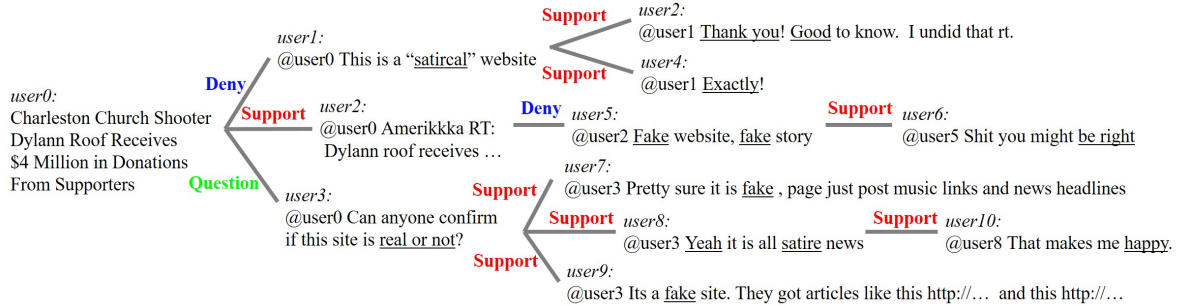 user0:
Charleston Church Shooter
Dylann Roof Receives
$4 Million in Donations
From Supporters
Deny
user1:
@user0 This is a “satircal” website
Support
user2:
@user1 Thank you! Good to know. I undid that rt.
Support
user4:
@user1 Exactly!
Support
user2:
@user0 Amerikkka RT:
Dylann roof receives …
Deny
user5:
@user2 Fake website, fake story
Support
user6:
@user5 Shit you might be right
Question
user3:
@user0 Can anyone confirm
if this site is real or not?
Support
user7:
@user3 Pretty sure it is fake , page just post music links and news headlines
Support
user8:
@user3 Yeah it is all satire news
Support
user10:
@user8 That makes me happy.
Support
user9:
@user3 Its a fake site. They got articles like this http://… and this http://…